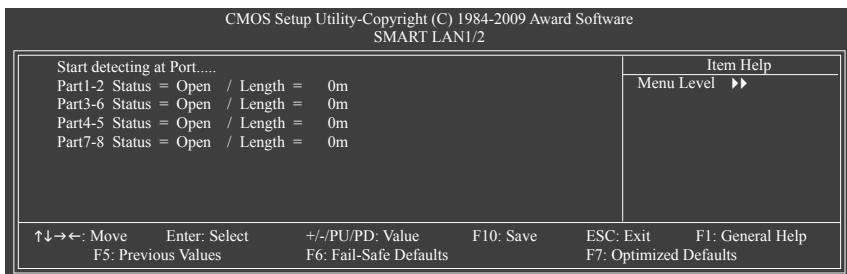 CMOS Setup Utility-Copyright (C) 1984-2009 Award Software
SMART LAN1/2
Start detecting at Port.....
Part1-2 Status = Open / Length = 0m
Part3-6 Status = Open / Length = 0m
Part4-5 Status = Open / Length = 0m
Part7-8 Status = Open / Length = 0m
Item Help
Menu Level ▶▶
↑↓→←: Move Enter: Select +/-/PU/PD: Value F10: Save ESC: Exit F1: General Help
F5: Previous Values F6: Fail-Safe Defaults F7: Optimized Defaults